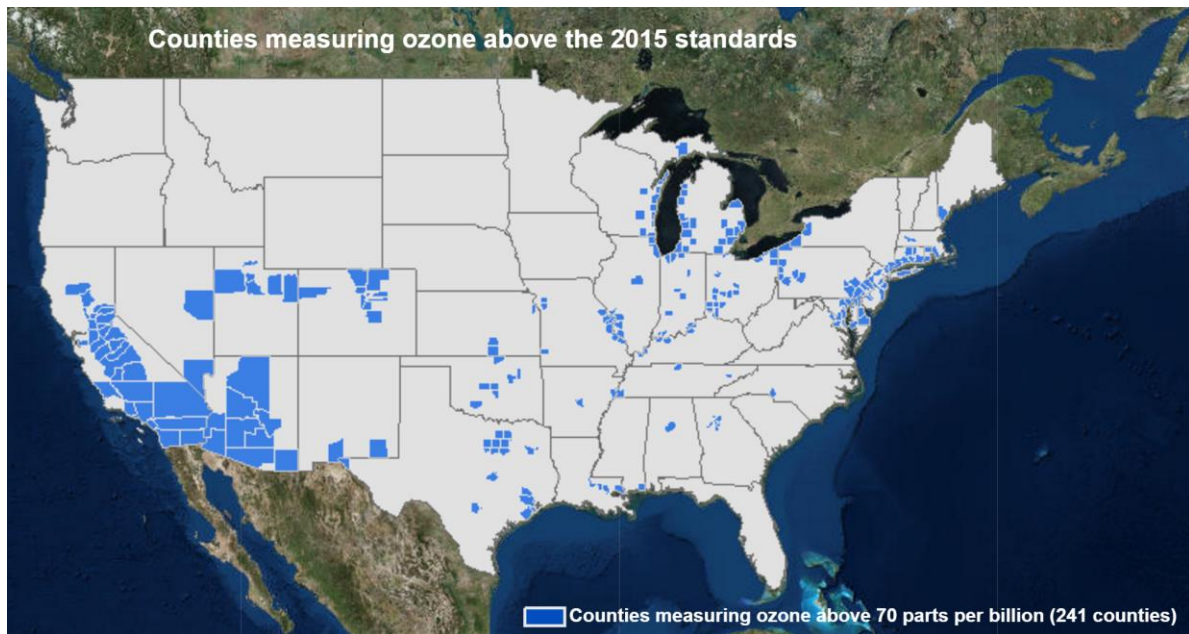 Counties measuring ozone above the 2015 standards
Counties measuring ozone above 70 parts per billion (241 counties)